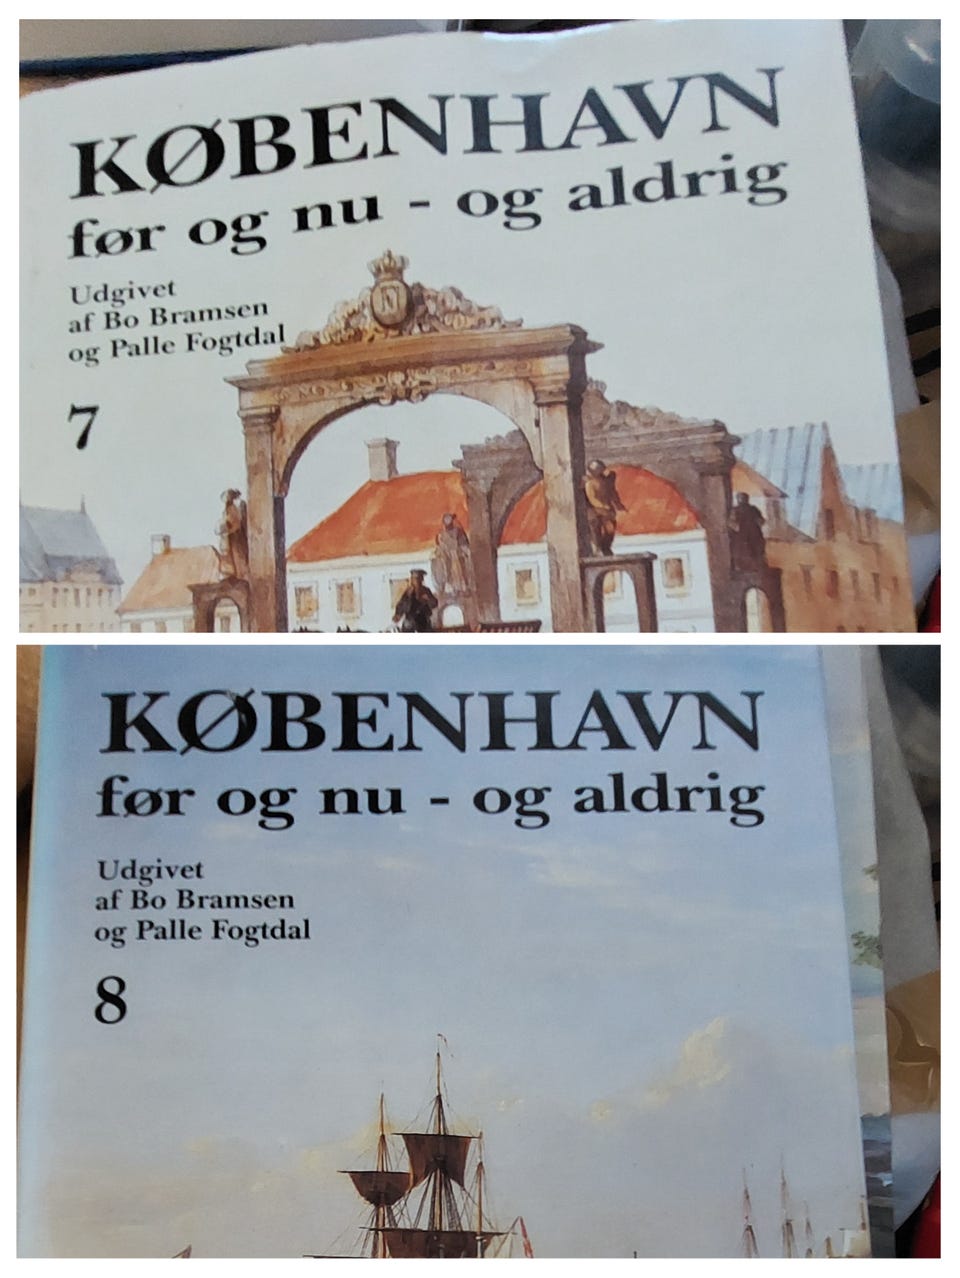 KØBENHAVN
før og nu - og aldrig
Udgivet
af Bo Bramsen
og Palle Fogtdal
7
N
KØBENHAVN
før og nu - og aldrig
Udgivet
af Bo Bramsen
og Palle Fogtdal
8